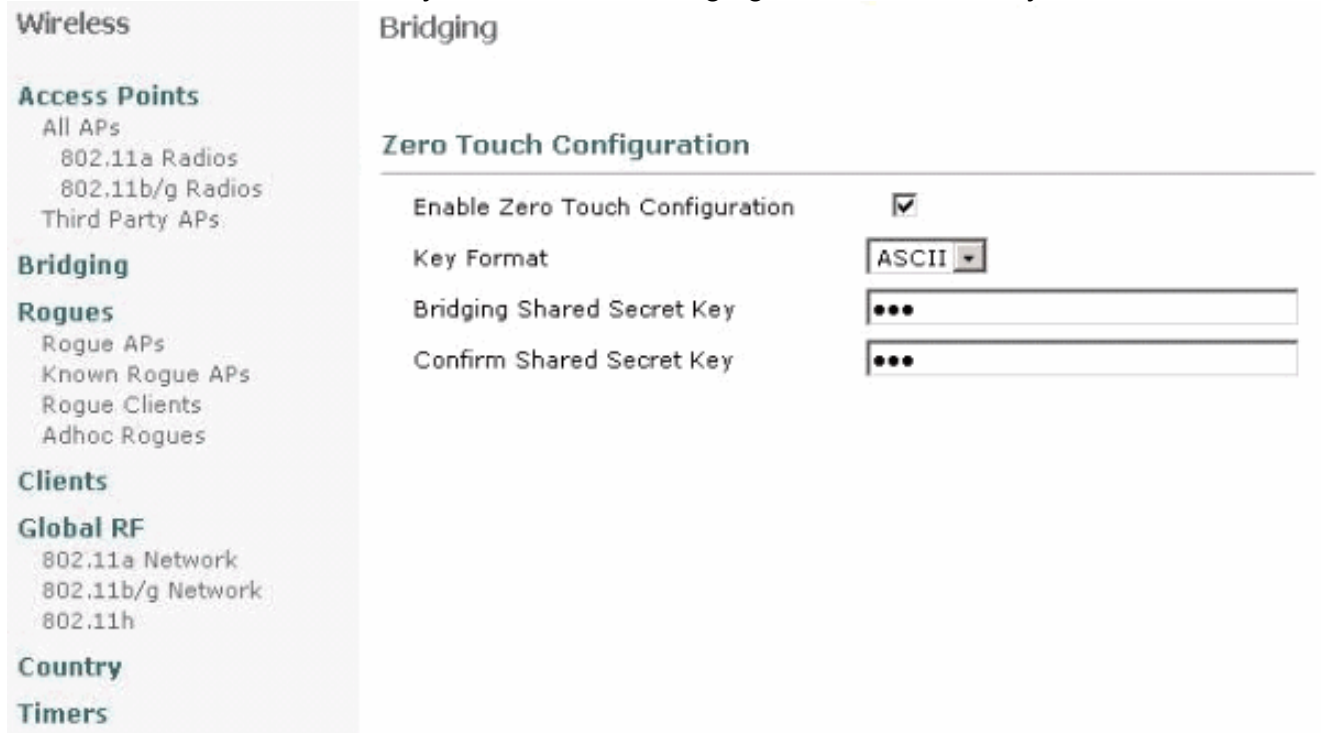 Wireless
Access Points
All APs
802.11a Radios
802.11b/g Radios
Third Party APs
Bridging
Rogues
Rogue APs
Known Rogue APs
Rogue Clients
Adhoc Rogues
Clients
Global RF
802.11a Network
802.11b/g Network
802.11h
Country
Timers
Bridging
Zero Touch Configuration
Enable Zero Touch Configuration
Key Format ASCII
Bridging Shared Secret Key •••
Confirm Shared Secret Key •••